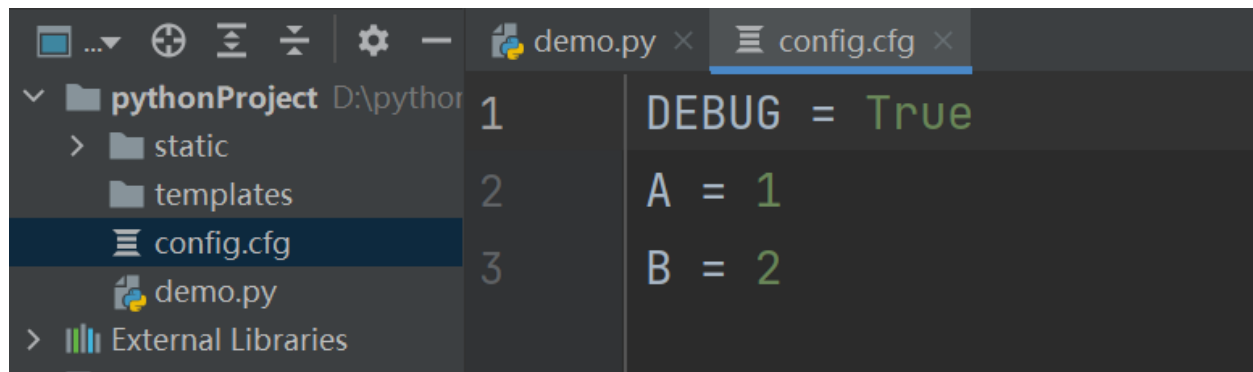 ...
demo.py
config.cfg
pythonProject D:\python
static
templates
config.cfg
demo.py
External Libraries
1 DEBUG = True
2 A = 1
3 B = 2